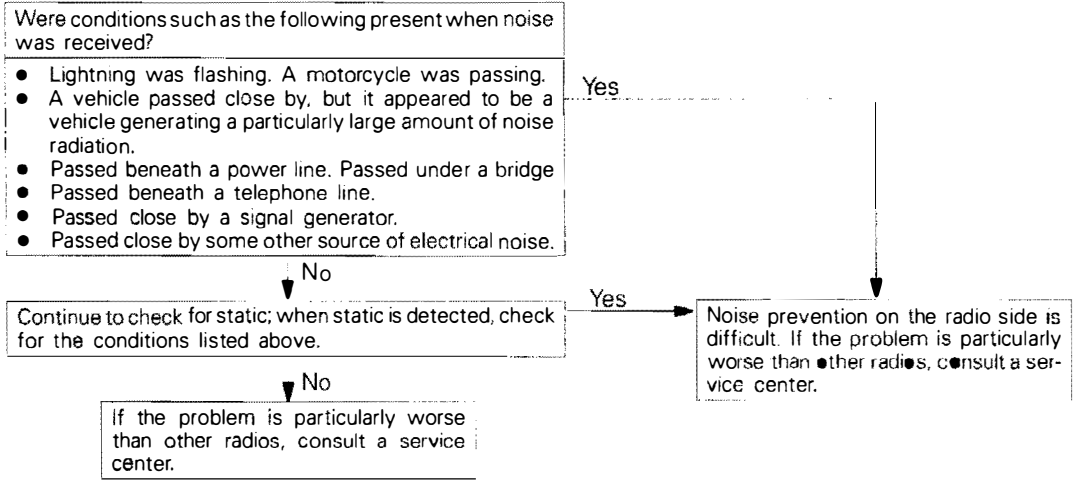 Were conditions such as the following present when noise
was received?
● Lightning was flashing. A motorcycle was passing.
● A vehicle passed close by, but it appeared to be a
vehicle generating a particularly large amount of noise
radiation.
● Passed beneath a power line. Passed under a bridge
● Passed beneath a telephone line.
● Passed close by a signal generator.
● Passed close by some other source of electrical noise.
Yes
No
Continue to check for static; when static is detected, check
for the conditions listed above.
Yes
Noise prevention on the radio side is
difficult. If the problem is particularly
worse than other radios, consult a ser-
vice center.
No
If the problem is particularly worse
than other radios, consult a service
center.